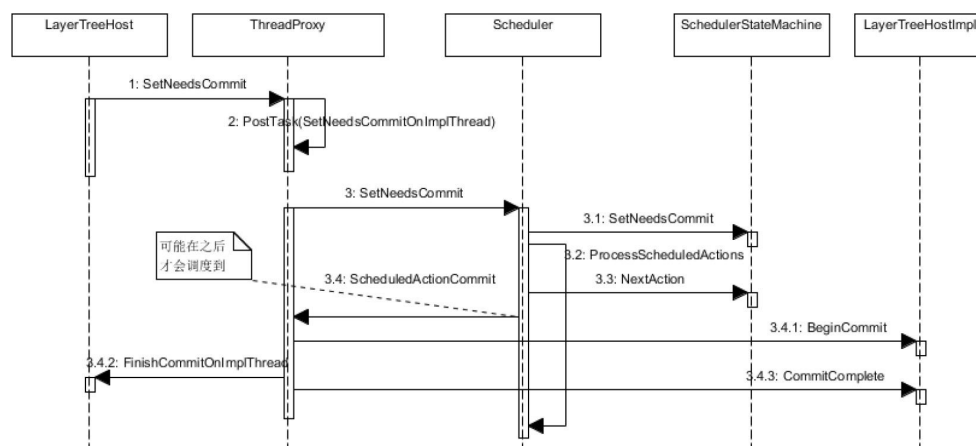 LayerTreeHost
ThreadProxy
Scheduler
SchedulerStateMachine
LayerTreeHostImpl
1: SetNeedsCommit
2: PostTask(SetNeedsCommitOnImplThread)
3: SetNeedsCommit
3.1: SetNeedsCommit
可能在之后
才会调度到
3.2: ProcessScheduledActions
3.4: ScheduledActionCommit
3.3: NextAction
3.4.1: BeginCommit
3.4.2: FinishCommitOnImplThread
3.4.3: CommitComplete